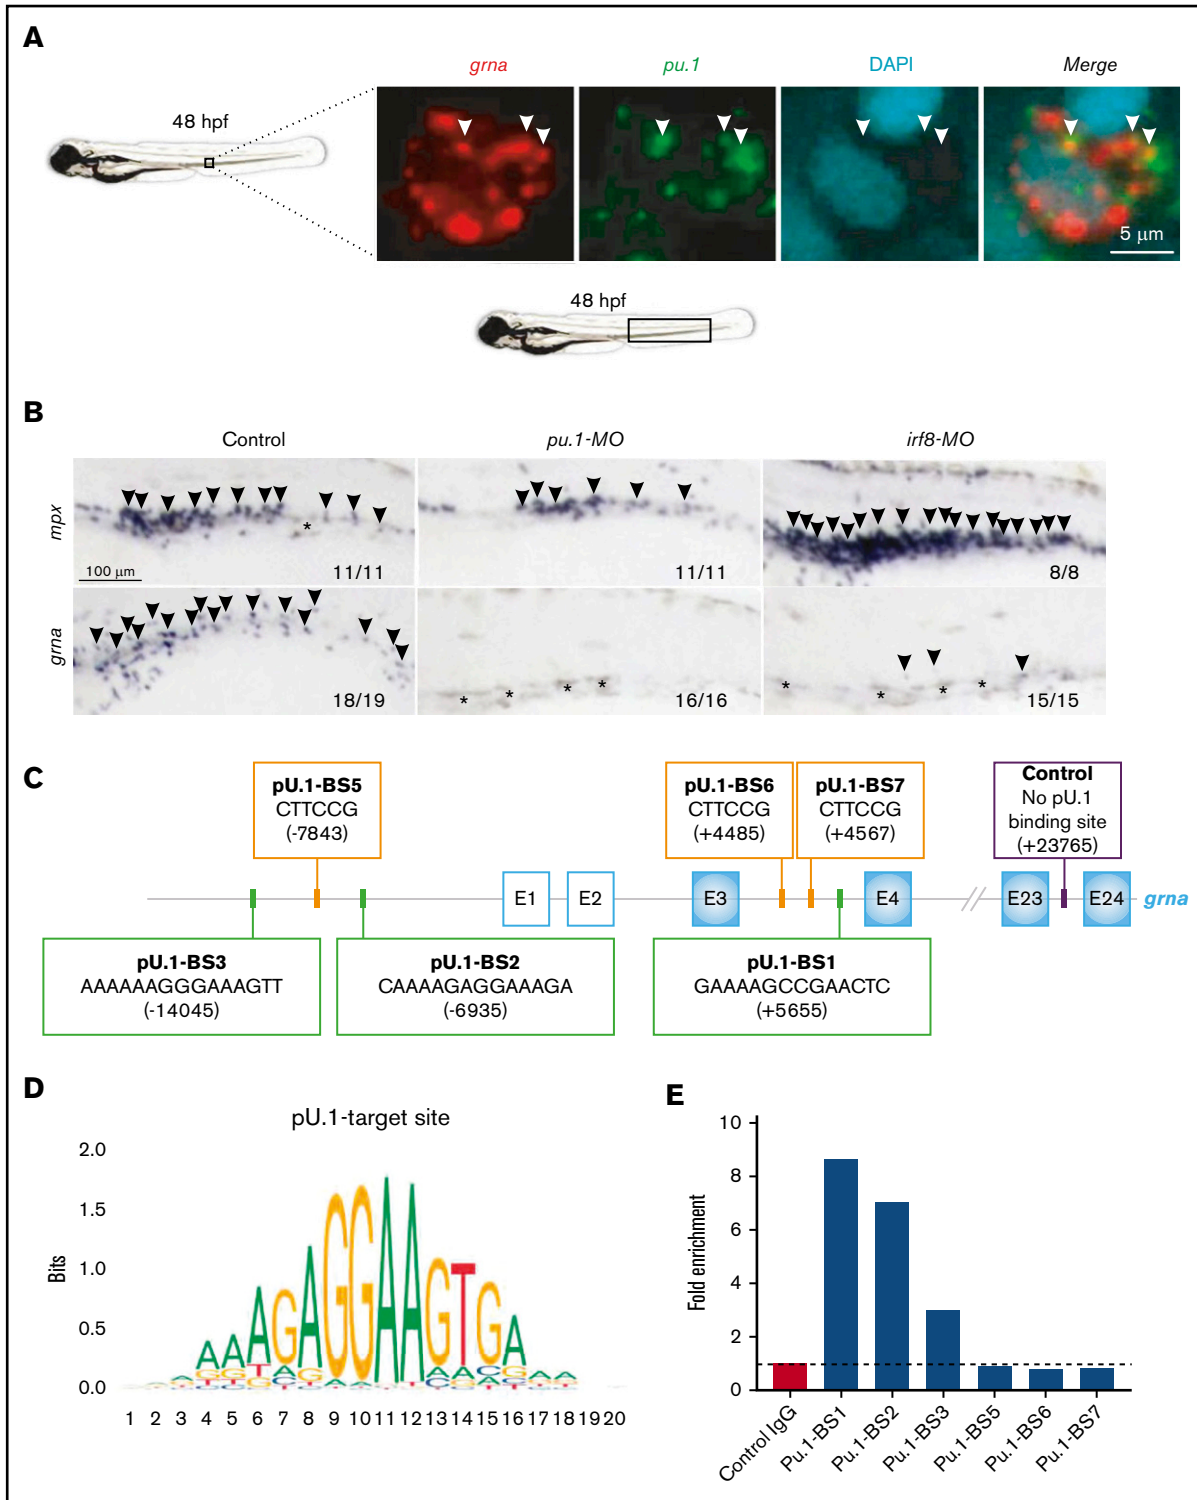 A
grna
pu.1
DAPI
Merge
48 hpf
5 µm
48 hpf
B
Control
pu.1-MO
irf8-MO
mpx
100 µm
11/11
11/11
8/8
grna
18/19
16/16
15/15
C
pU.1-BS5
CTTCCG
(-7843)
pU.1-BS6
CTTCCG
(+4485)
pU.1-BS7
CTTCCG
(+4567)
Control
No pU.1
binding site
(+23765)
E1
E2
E3
E4
E23
E24
grna
pU.1-BS3
AAAAAAGGGAAAGTT
(-14045)
pU.1-BS2
CAAAAGAGGAAAGA
(-6935)
pU.1-BS1
GAAAAGCCGAACTC
(+5655)
D
pU.1-target site
Bits
2.0
1.5
1.0
0.5
0.0
AAAGAGGAAGTGA
1 2 3 4 5 6 7 8 9 10 11 12 13 14 15 16 17 18 19 20
E
Fold enrichment
10
8
6
4
2
0
Control IgG
Pu.1-BS1
Pu.1-BS2
Pu.1-BS3
Pu.1-BS5
Pu.1-BS6
Pu.1-BS7